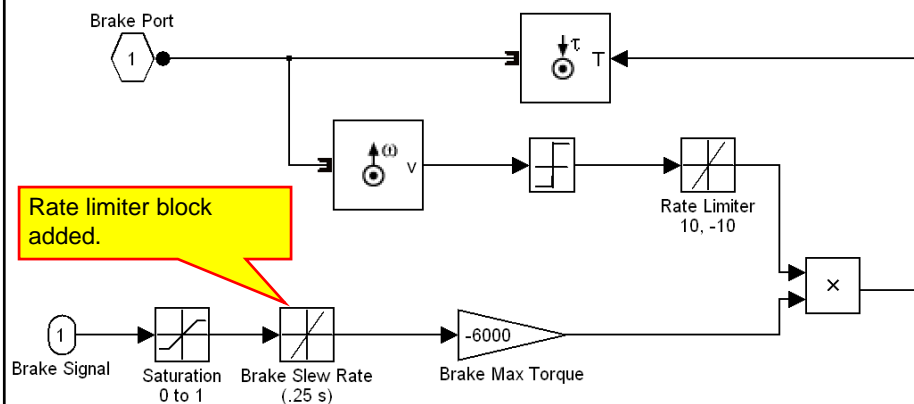 Brake Port
1
τ
T
ω
v
Rate Limiter
10, -10
Rate limiter block
added.
×
1
-6000
Brake Signal
Saturation
0 to 1
Brake Slew Rate
(.25 s)
Brake Max Torque